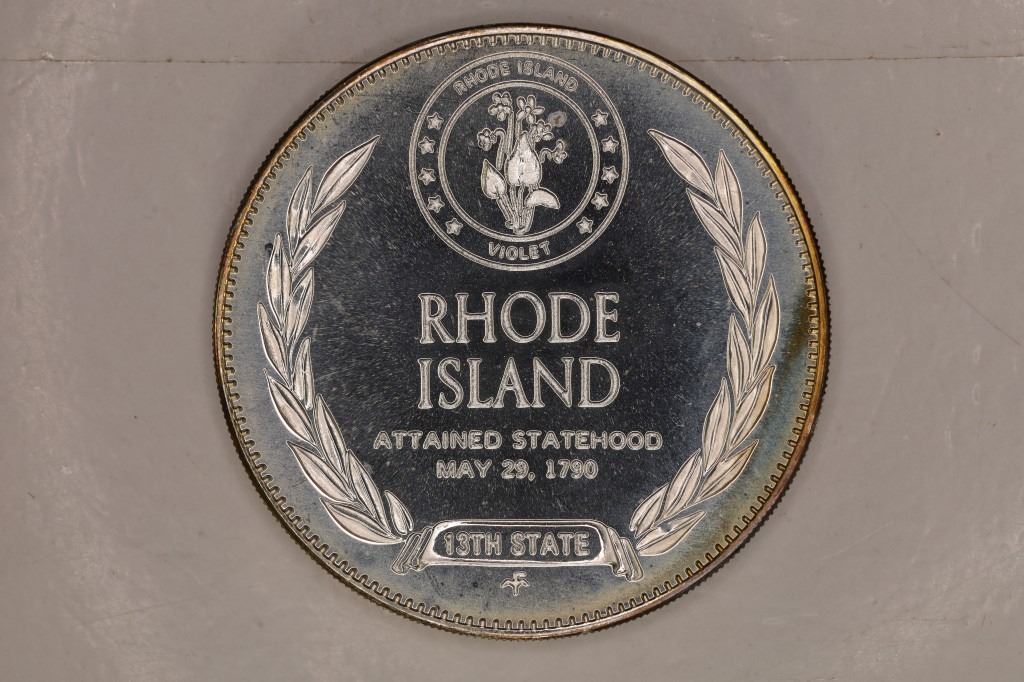 RHODE ISLAND
VIOLET
RHODE
ISLAND
ATTAINED STATEHOOD
MAY 29, 1790
13TH STATE